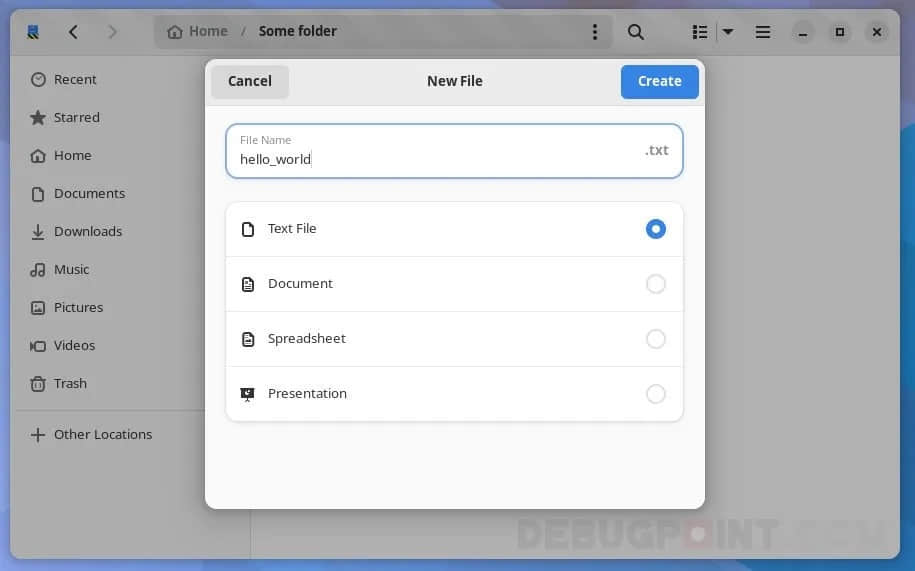 Home / Some folder
Recent
Starred
Home
Documents
Downloads
Music
Pictures
Videos
Trash
Other Locations
Cancel
New File
Create
File Name
hello_world
.txt
Text File
Document
Spreadsheet
Presentation
DEBUGPOINT.COM